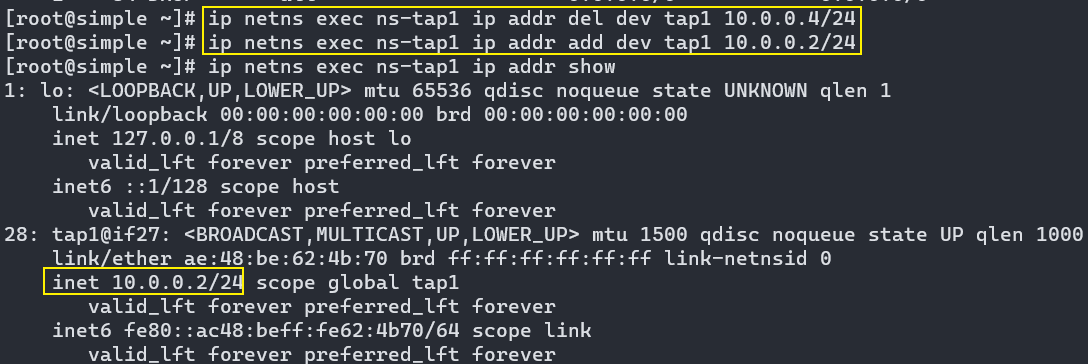 [root@simple ~]# ip netns exec ns-tap1 ip addr del dev tap1 10.0.0.4/24
[root@simple ~]# ip netns exec ns-tap1 ip addr add dev tap1 10.0.0.2/24
[root@simple ~]# ip netns exec ns-tap1 ip addr show
1: lo: <LOOPBACK,UP,LOWER_UP> mtu 65536 qdisc noqueue state UNKNOWN qlen 1
    link/loopback 00:00:00:00:00:00 brd 00:00:00:00:00:00
    inet 127.0.0.1/8 scope host lo
       valid_lft forever preferred_lft forever
    inet6 ::1/128 scope host
       valid_lft forever preferred_lft forever
28: tap1@if27: <BROADCAST,MULTICAST,UP,LOWER_UP> mtu 1500 qdisc noqueue state UP qlen 1000
    link/ether ae:48:be:62:4b:70 brd ff:ff:ff:ff:ff:ff link-netnsid 0
    inet 10.0.0.2/24 scope global tap1
       valid_lft forever preferred_lft forever
    inet6 fe80::ac48:beff:fe62:4b70/64 scope link
       valid_lft forever preferred_lft forever